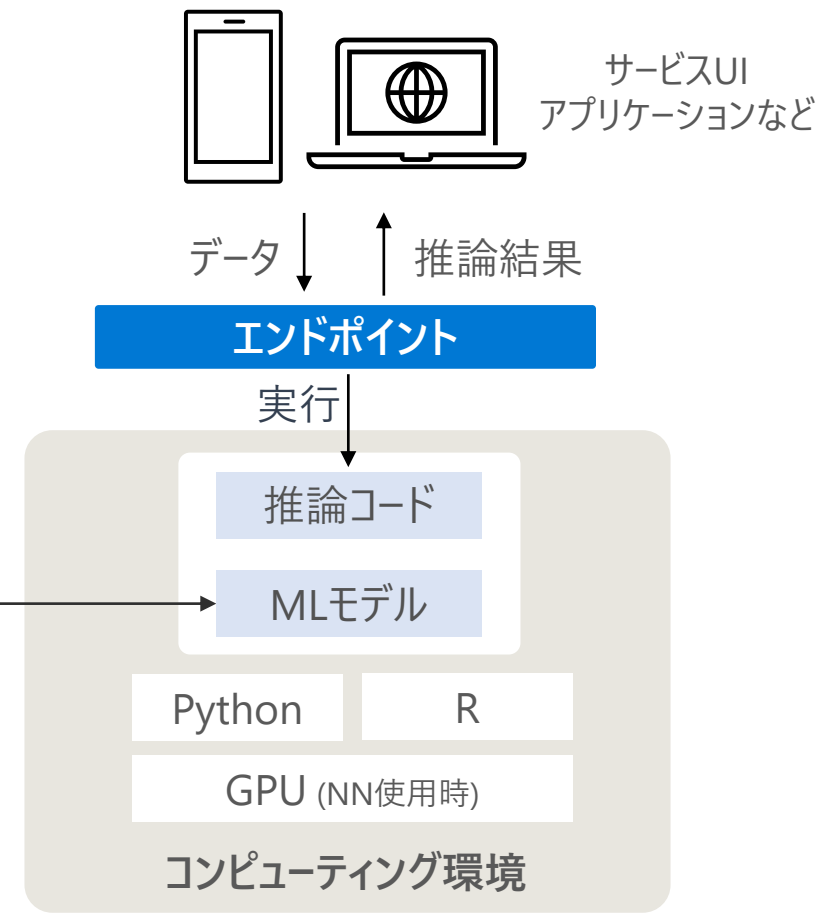 サービスUI
アプリケーションなど
データ
推論結果
エンドポイント
実行
推論コード
MLモデル
Python
R
GPU (NN使用時)
コンピューティング環境